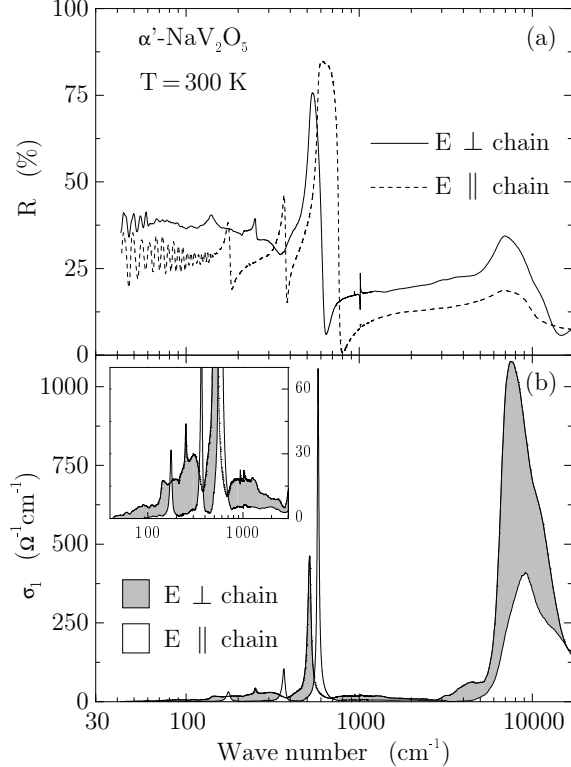 α'-NaV₂O₅
(a)
T = 300 K
100
75
50
25
0
R (%)
E ⊥ chain
E ∥ chain
(b)
1000
750
500
250
0
σ₁ (Ω⁻¹cm⁻¹)
60
30
0
100 1000
E ⊥ chain
E ∥ chain
30 100 1000 10000
Wave number (cm⁻¹)